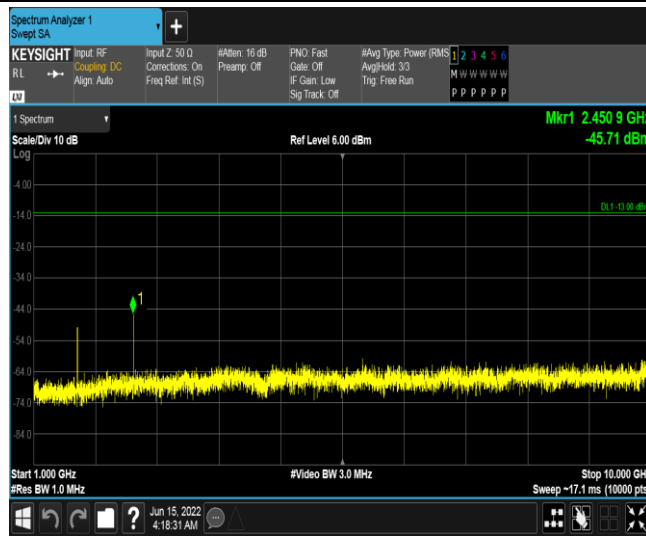 Spectrum Analyzer 1
Swept SA
+
KEYSIGHT Input: RF Input Z: 50 Ω #Atten: 16 dB PNO: Fast #Avg Type: Power (RMS 1 2 3 4 5 6
RL Coupling: DC Corrections: On Preamp: Off Gate: Off Avg|Hold: 3/3 M W W W W W
Align: Auto Freq Ref: Int (S) IF Gain: Low Trig: Free Run P P P P P P
LXI Sig Track: Off
1 Spectrum Mkr1 2.450 9 GHz
Scale/Div 10 dB Ref Level 6.00 dBm -45.71 dBm
Log
-4.00
DL1 -13.00 dBm
-14.0
-24.0
-34.0
1
-44.0
-54.0
-64.0
-74.0
-84.0
Start 1.000 GHz #Video BW 3.0 MHz Stop 10.000 GHz
#Res BW 1.0 MHz Sweep ~17.1 ms (10000 pts
? Jun 15, 2022
4:18:31 AM